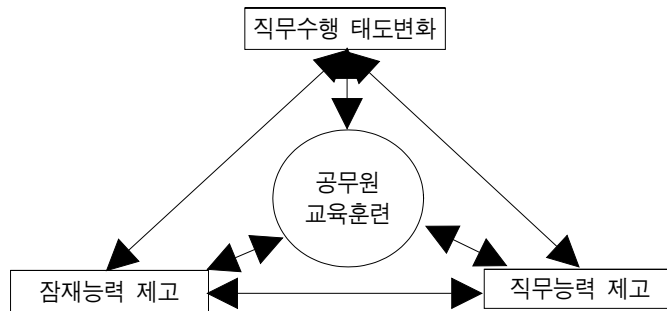 직무수행 태도변화
공무원
교육훈련
잠재능력 제고
직무능력 제고